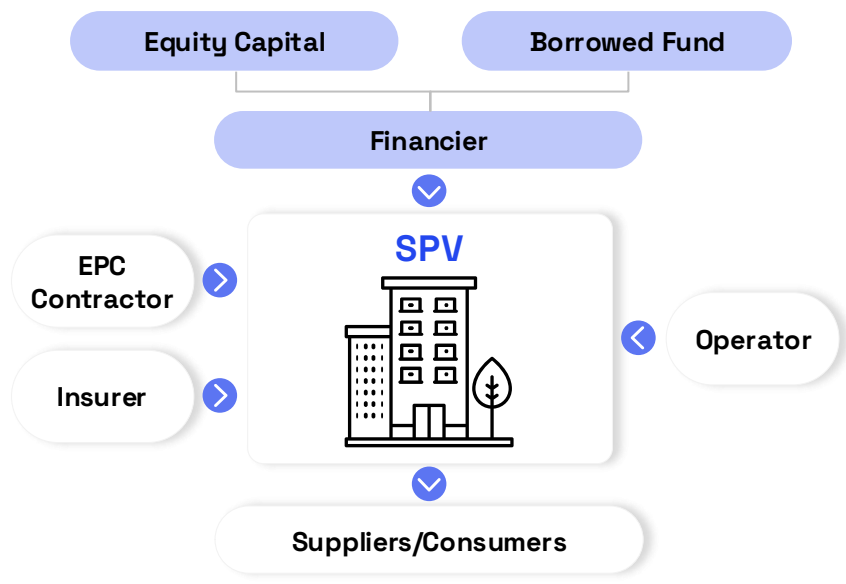 Equity Capital
Borrowed Fund
Financier
SPV
EPC
Contractor
Insurer
Operator
Suppliers/Consumers